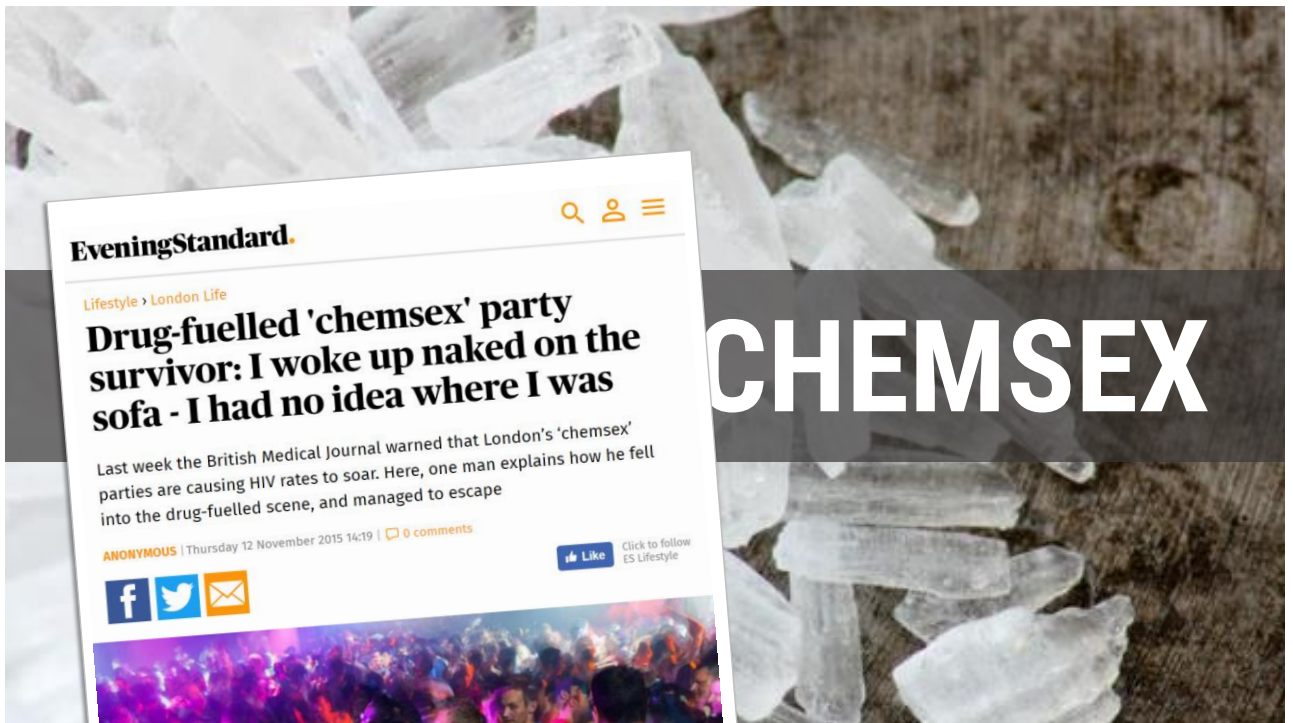 EveningStandard.
Lifestyle › London Life
Drug-fuelled 'chemsex' party
survivor: I woke up naked on the
sofa - I had no idea where I was
Last week the British Medical Journal warned that London's ‘chemsex’
parties are causing HIV rates to soar. Here, one man explains how he fell
into the drug-fuelled scene, and managed to escape
ANONYMOUS | Thursday 12 November 2015 14:19 | 0 comments
Like
Click to follow
ES Lifestyle
CHEMSEX